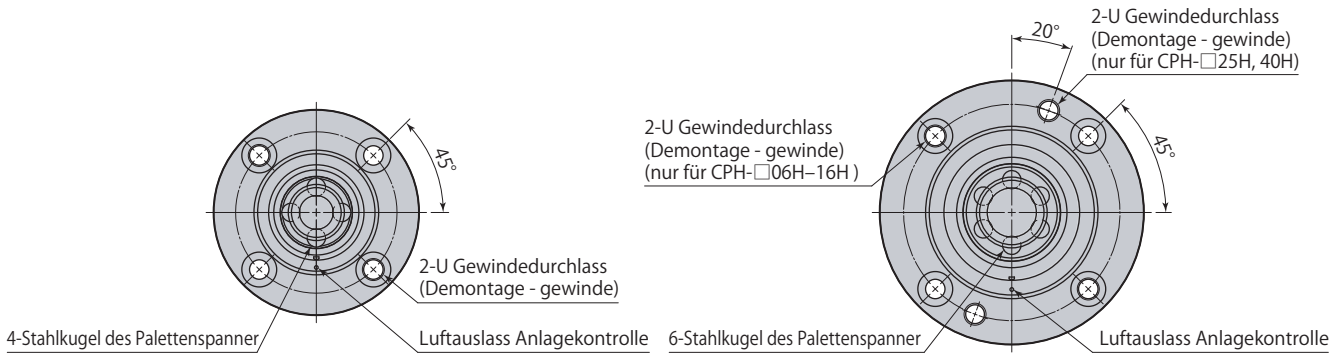 2-U Gewindedurchlass
(Demontage - gewinde)
(nur für CPH-□25H, 40H)
20°
2-U Gewindedurchlass
(Demontage - gewinde)
(nur für CPH-□06H–16H )
45°
45°
2-U Gewindedurchlass
(Demontage - gewinde)
4-Stahlkugel des Palettenspanner
Luftauslass Anlagekontrolle
6-Stahlkugel des Palettenspanner
Luftauslass Anlagekontrolle